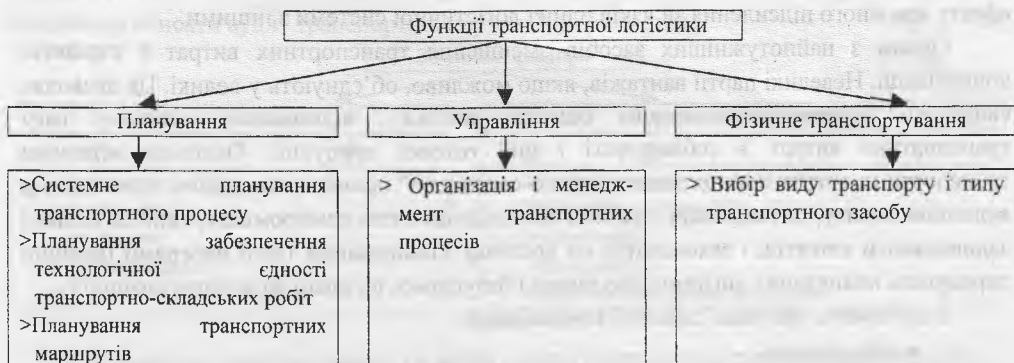 Функції транспортної логістики
Планування
Управління
Фізичне транспортування
>Системне планування
транспортного процесу
>Планування забезпечення
технологічної єдності
транспортно-складських робіт
>Планування транспортних
маршрутів
> Організація і менедж-
мент транспортних
процесів
> Вибір виду транспорту і типу
транспортного засобу